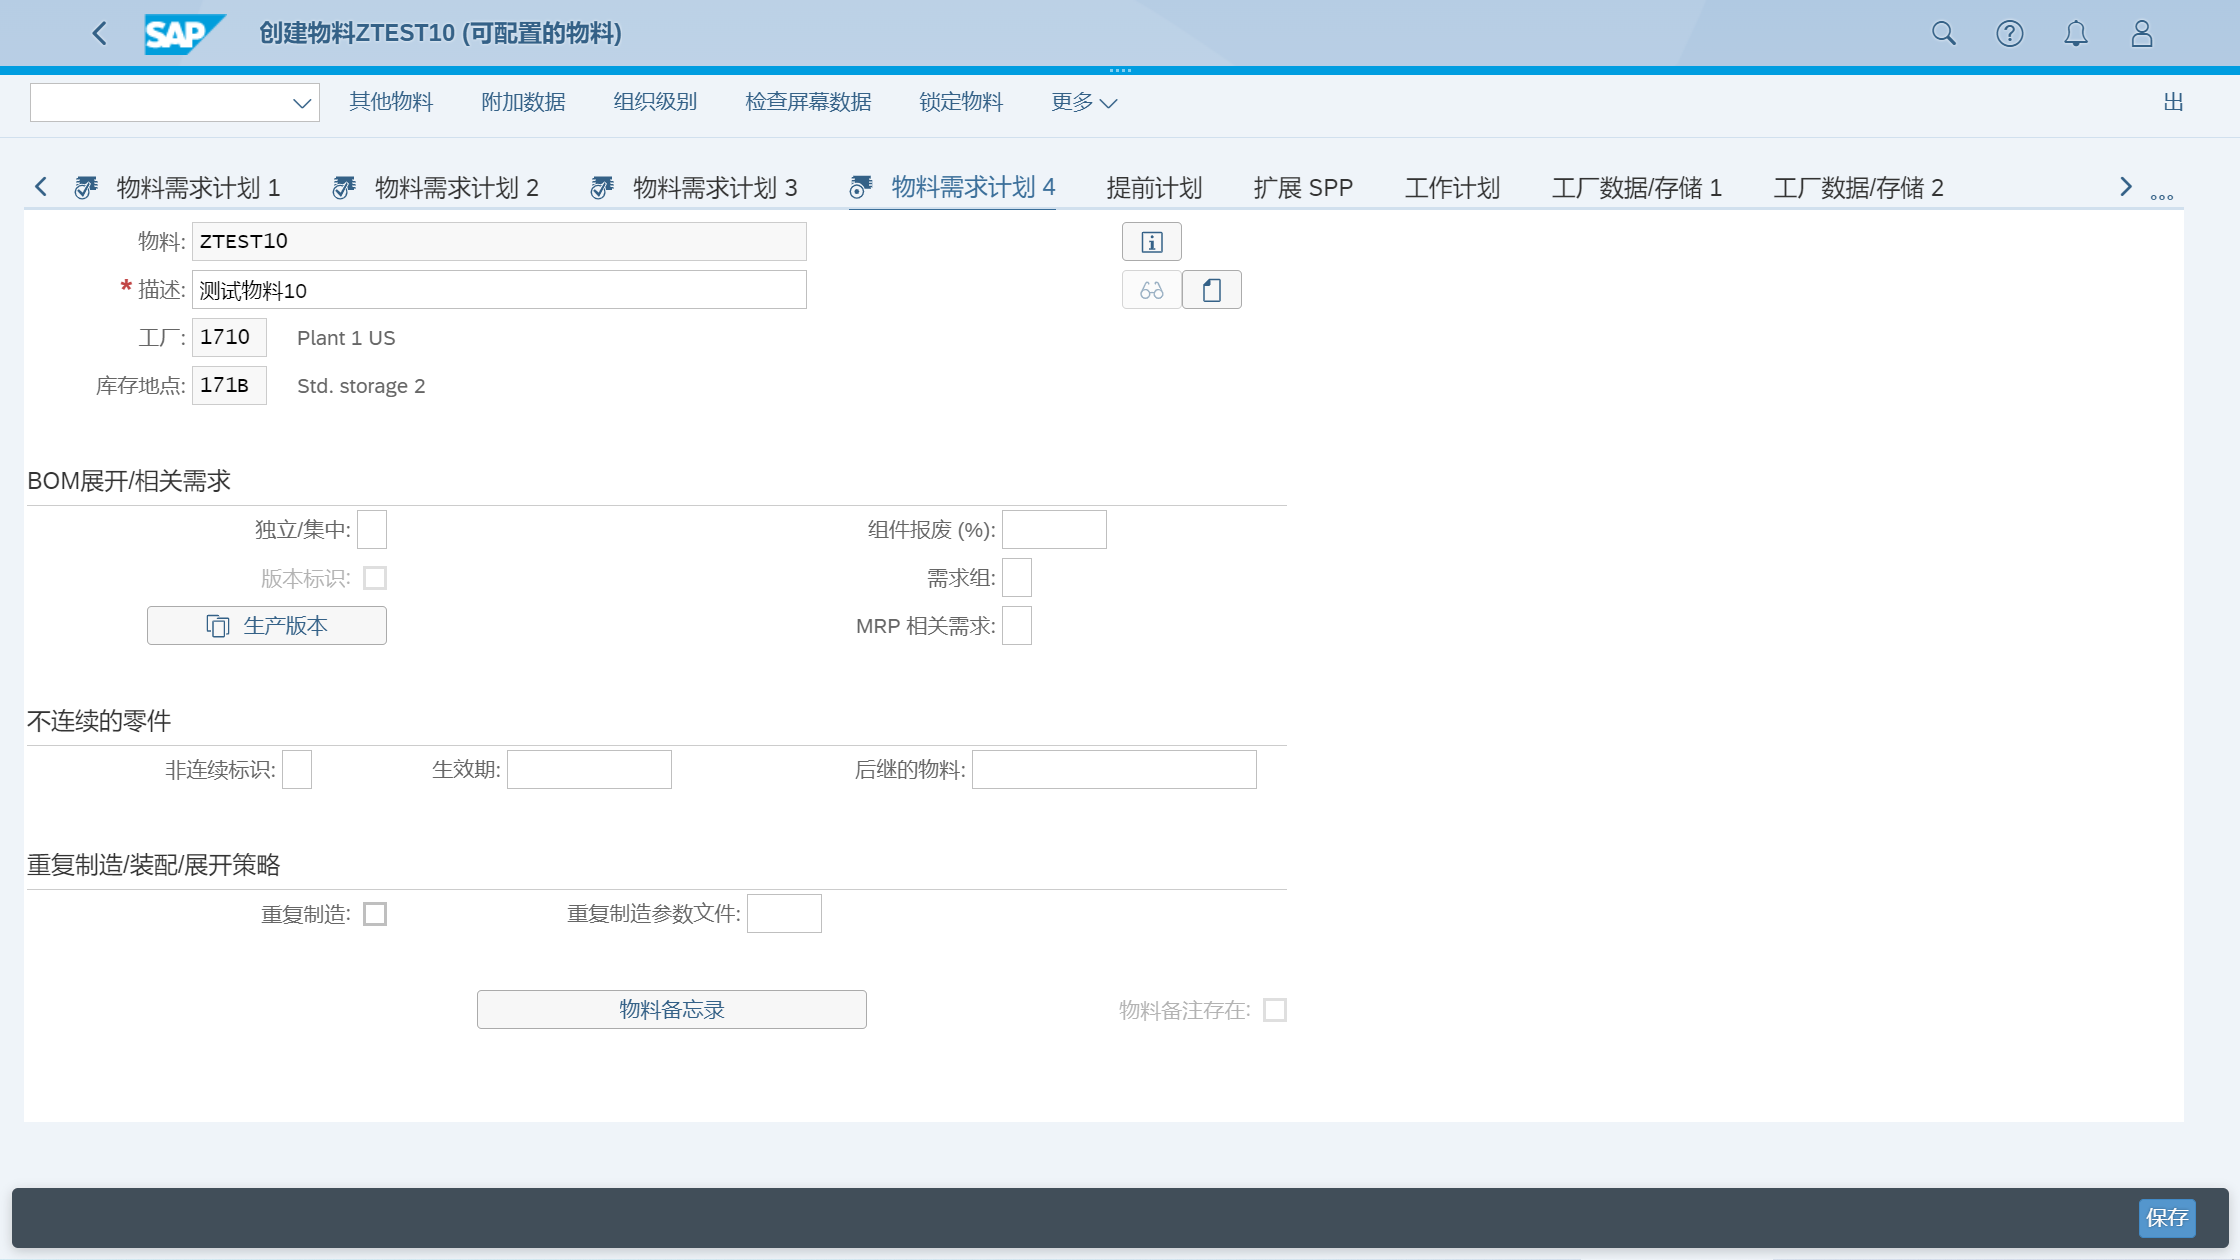 SAP 创建物料ZTEST10 (可配置的物料)
其他物料 附加数据 组织级别 检查屏幕数据 锁定物料 更多 出
物料需求计划 1 物料需求计划 2 物料需求计划 3 物料需求计划 4 提前计划 扩展 SPP 工作计划 工厂数据/存储 1 工厂数据/存储 2
物料: ZTEST10
* 描述: 测试物料10
工厂: 1710 Plant 1 US
库存地点: 171B Std. storage 2
BOM展开/相关需求
独立/集中: 组件报废 (%):
版本标识: 需求组:
生产版本 MRP 相关需求:
不连续的零件
非连续标识: 生效期: 后继的物料:
重复制造/装配/展开策略
重复制造: 重复制造参数文件:
物料备忘录 物料备注存在:
保存